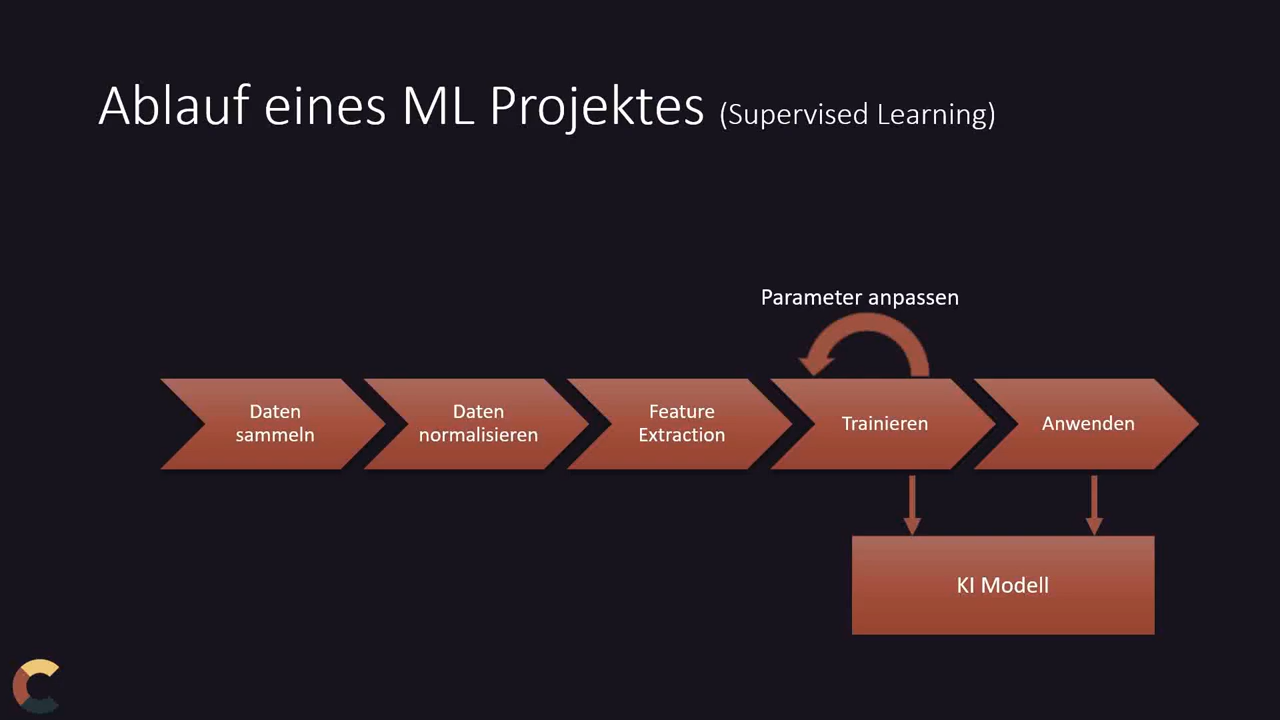 Ablauf eines ML Projektes (Supervised Learning)
Parameter anpassen
Daten
sammeln
Daten
normalisieren
Feature
Extraction
Trainieren
Anwenden
KI Modell